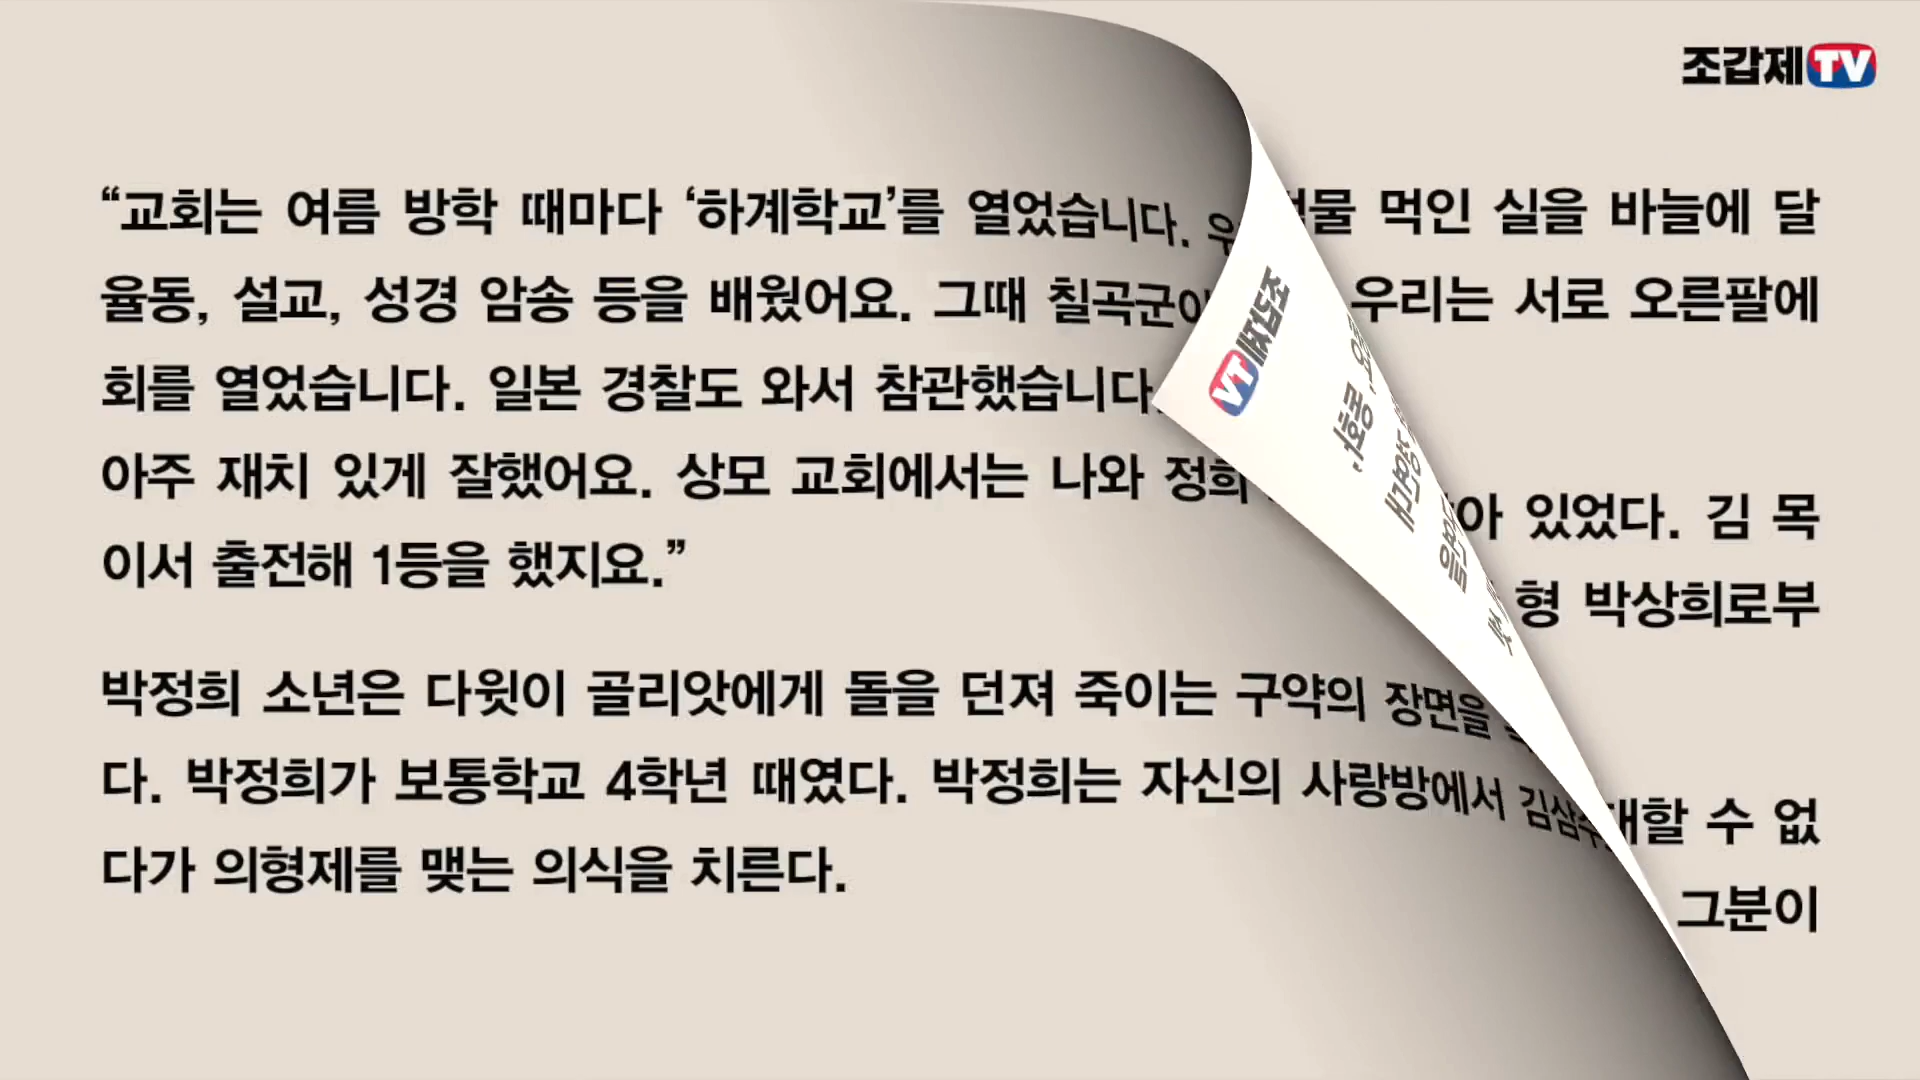 조갑제TV
“교회는 여름 방학 때마다 ‘하계학교’를 열었습니다.
율동, 설교, 성경 암송 등을 배웠어요. 그때
회를 열었습니다. 일본 경찰도 와서 참관했습니다.
아주 재치 있게 잘했어요. 상모 교회에서는 나와 정희
이서 출전해 1등을 했지요.”
박정희 소년은 다윗이 골리앗에게 돌을 던져 죽이는 구약의 장면을
다. 박정희가 보통학교 4학년 때였다. 박정희는 자신의 사랑방에서
다가 의형제를 맺는 의식을 치른다.
먹인 실을 바늘에 달
우리는 서로 오른팔에
있었다. 김 목
형 박상희로부
수 없
그분이
조갑제TV